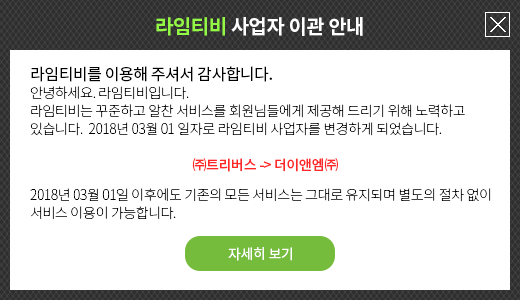 라임티비 사업자 이관 안내
라임티비를 이용해 주셔서 감사합니다.
안녕하세요. 라임티비입니다.
라임티비는 꾸준하고 알찬 서비스를 회원님들에게 제공해 드리기 위해 노력하고
있습니다. 2018년 03월 01 일자로 라임티비 사업자를 변경하게 되었습니다.
㈜트리버스 -> 더이앤엠㈜
2018년 03월 01일 이후에도 기존의 모든 서비스는 그대로 유지되며 별도의 절차 없이
서비스 이용이 가능합니다.
자세히 보기